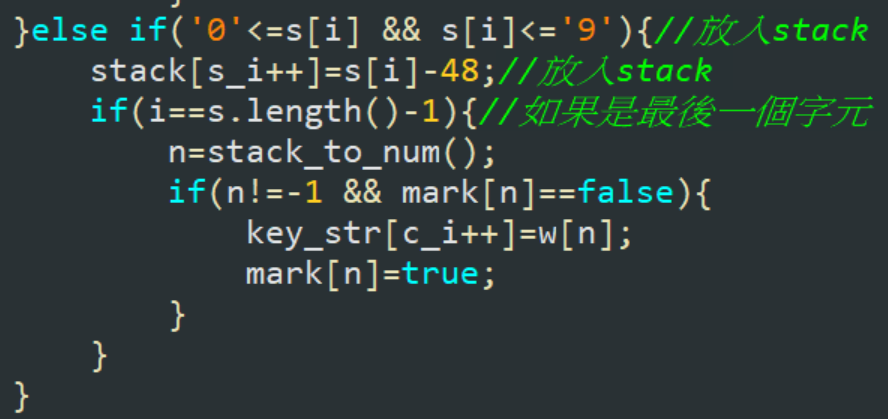 }else if('0'<=s[i] && s[i]<='9'){//放入stack
stack[s_i++]=s[i]-48;//放入stack
if(i==s.length()-1){//如果是最後一個字元
n=stack_to_num();
if(n!=-1 && mark[n]==false){
key_str[c_i++]=w[n];
mark[n]=true;
}
}
}